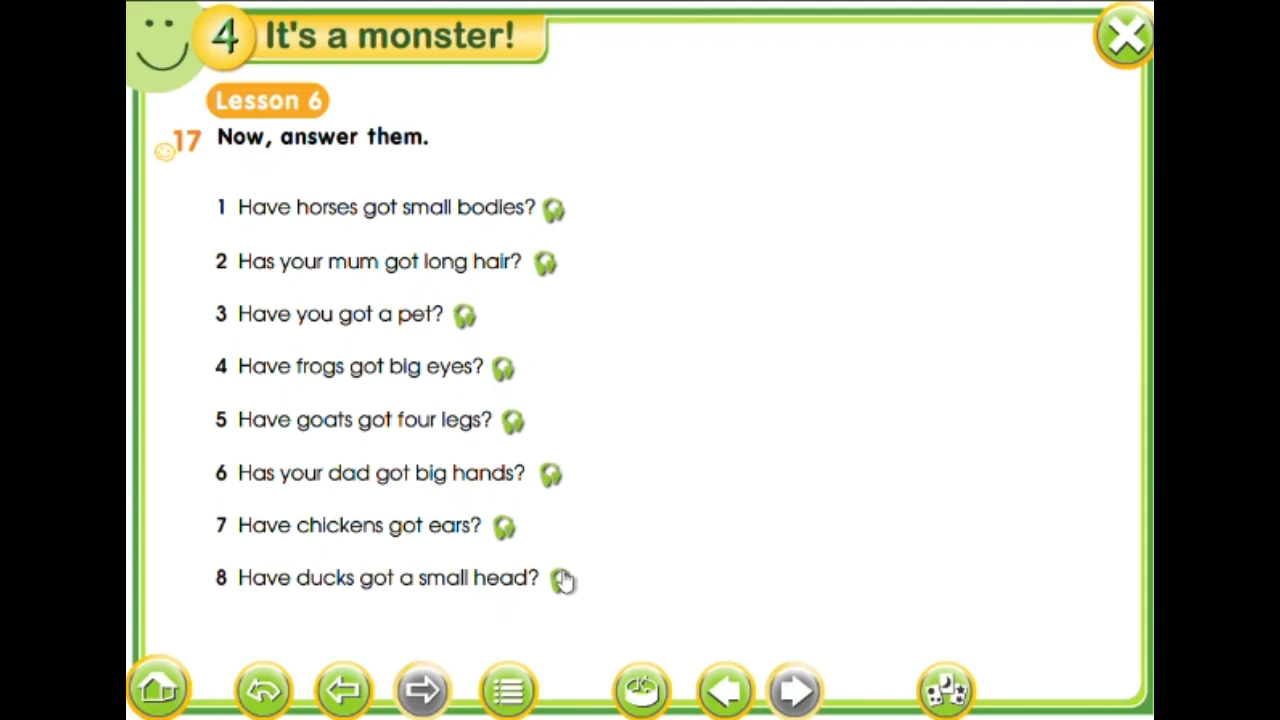 4 It's a monster!
Lesson 6
17 Now, answer them.
1 Have horses got small bodies?
2 Has your mum got long hair?
3 Have you got a pet?
4 Have frogs got big eyes?
5 Have goats got four legs?
6 Has your dad got big hands?
7 Have chickens got ears?
8 Have ducks got a small head?